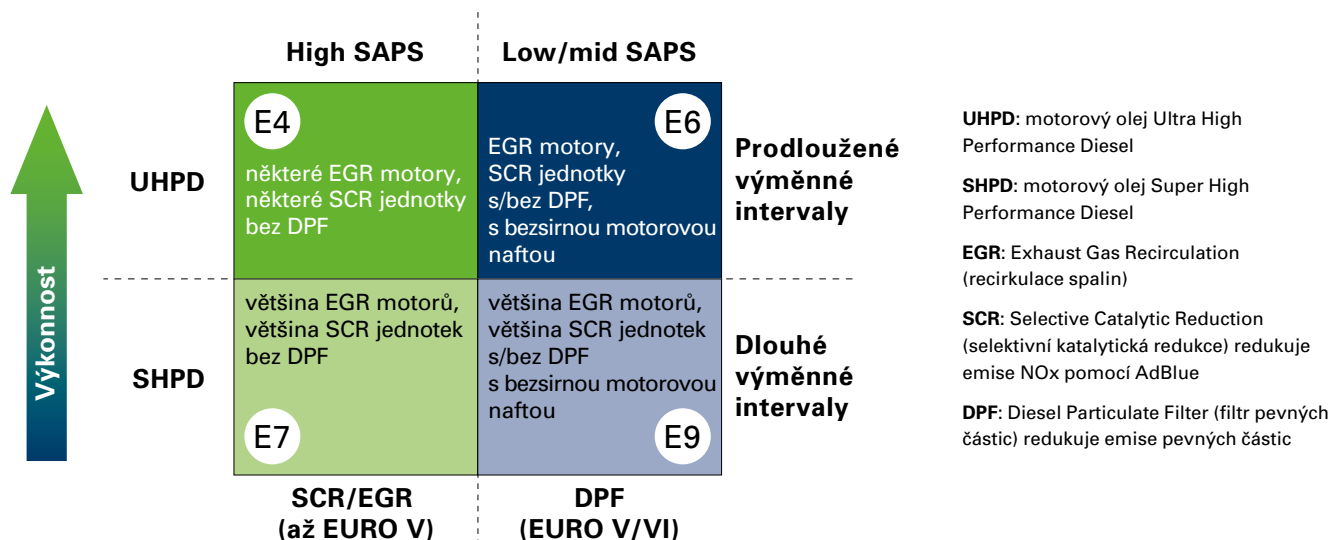 High SAPS
Low/mid SAPS
Výkonnost
UHPD
E4
některé EGR motory,
některé SCR jednotky
bez DPF
E6
EGR motory,
SCR jednotky
s/bez DPF,
s bezsirnou motorovou
naftou
Prodloužené
výměnné
intervaly
SHPD
většina EGR motorů,
většina SCR jednotek
bez DPF
E7
většina EGR motorů,
většina SCR jednotek
s/bez DPF
s bezsirnou motorovou
naftou
E9
Dlouhé
výměnné
intervaly
SCR/EGR
(až EURO V)
DPF
(EURO V/VI)
UHPD: motorový olej Ultra High
Performance Diesel
SHPD: motorový olej Super High
Performance Diesel
EGR: Exhaust Gas Recirculation
(recirkulace spalin)
SCR: Selective Catalytic Reduction
(selektivní katalytická redukce) redukuje
emise NOx pomocí AdBlue
DPF: Diesel Particulate Filter (filtr pevných
částic) redukuje emise pevných částic